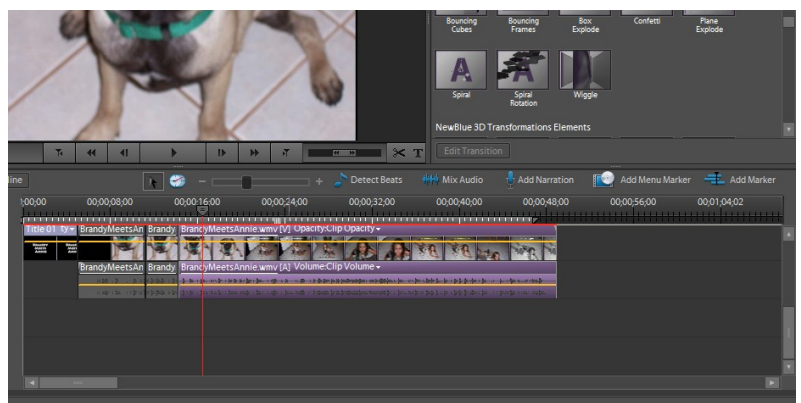 Bouncing Cubes
Bouncing Frames
Box Explode
Confetti
Plane Explode
Spiral
Spiral Rotation
Wiggle
NewBlue 3D Transformations Elements
Edit Transition
T
line
Detect Beats
Mix Audio
Add Narration
Add Menu Marker
Add Marker
;00;00 00;00;08;00 00;00;16;00 00;00;24;00 00;00;32;00 00;00;40;00 00;00;48;00 00;00;56;00 00;01;04;02
Title 01 ty BrandyMeetsAn Brandy BrandyMeetsAnnie.wmv [V] Opacity:Clip Opacity
BrandyMeetsAn Brandy BrandyMeetsAnnie.wmv [A] Volume:Clip Volume